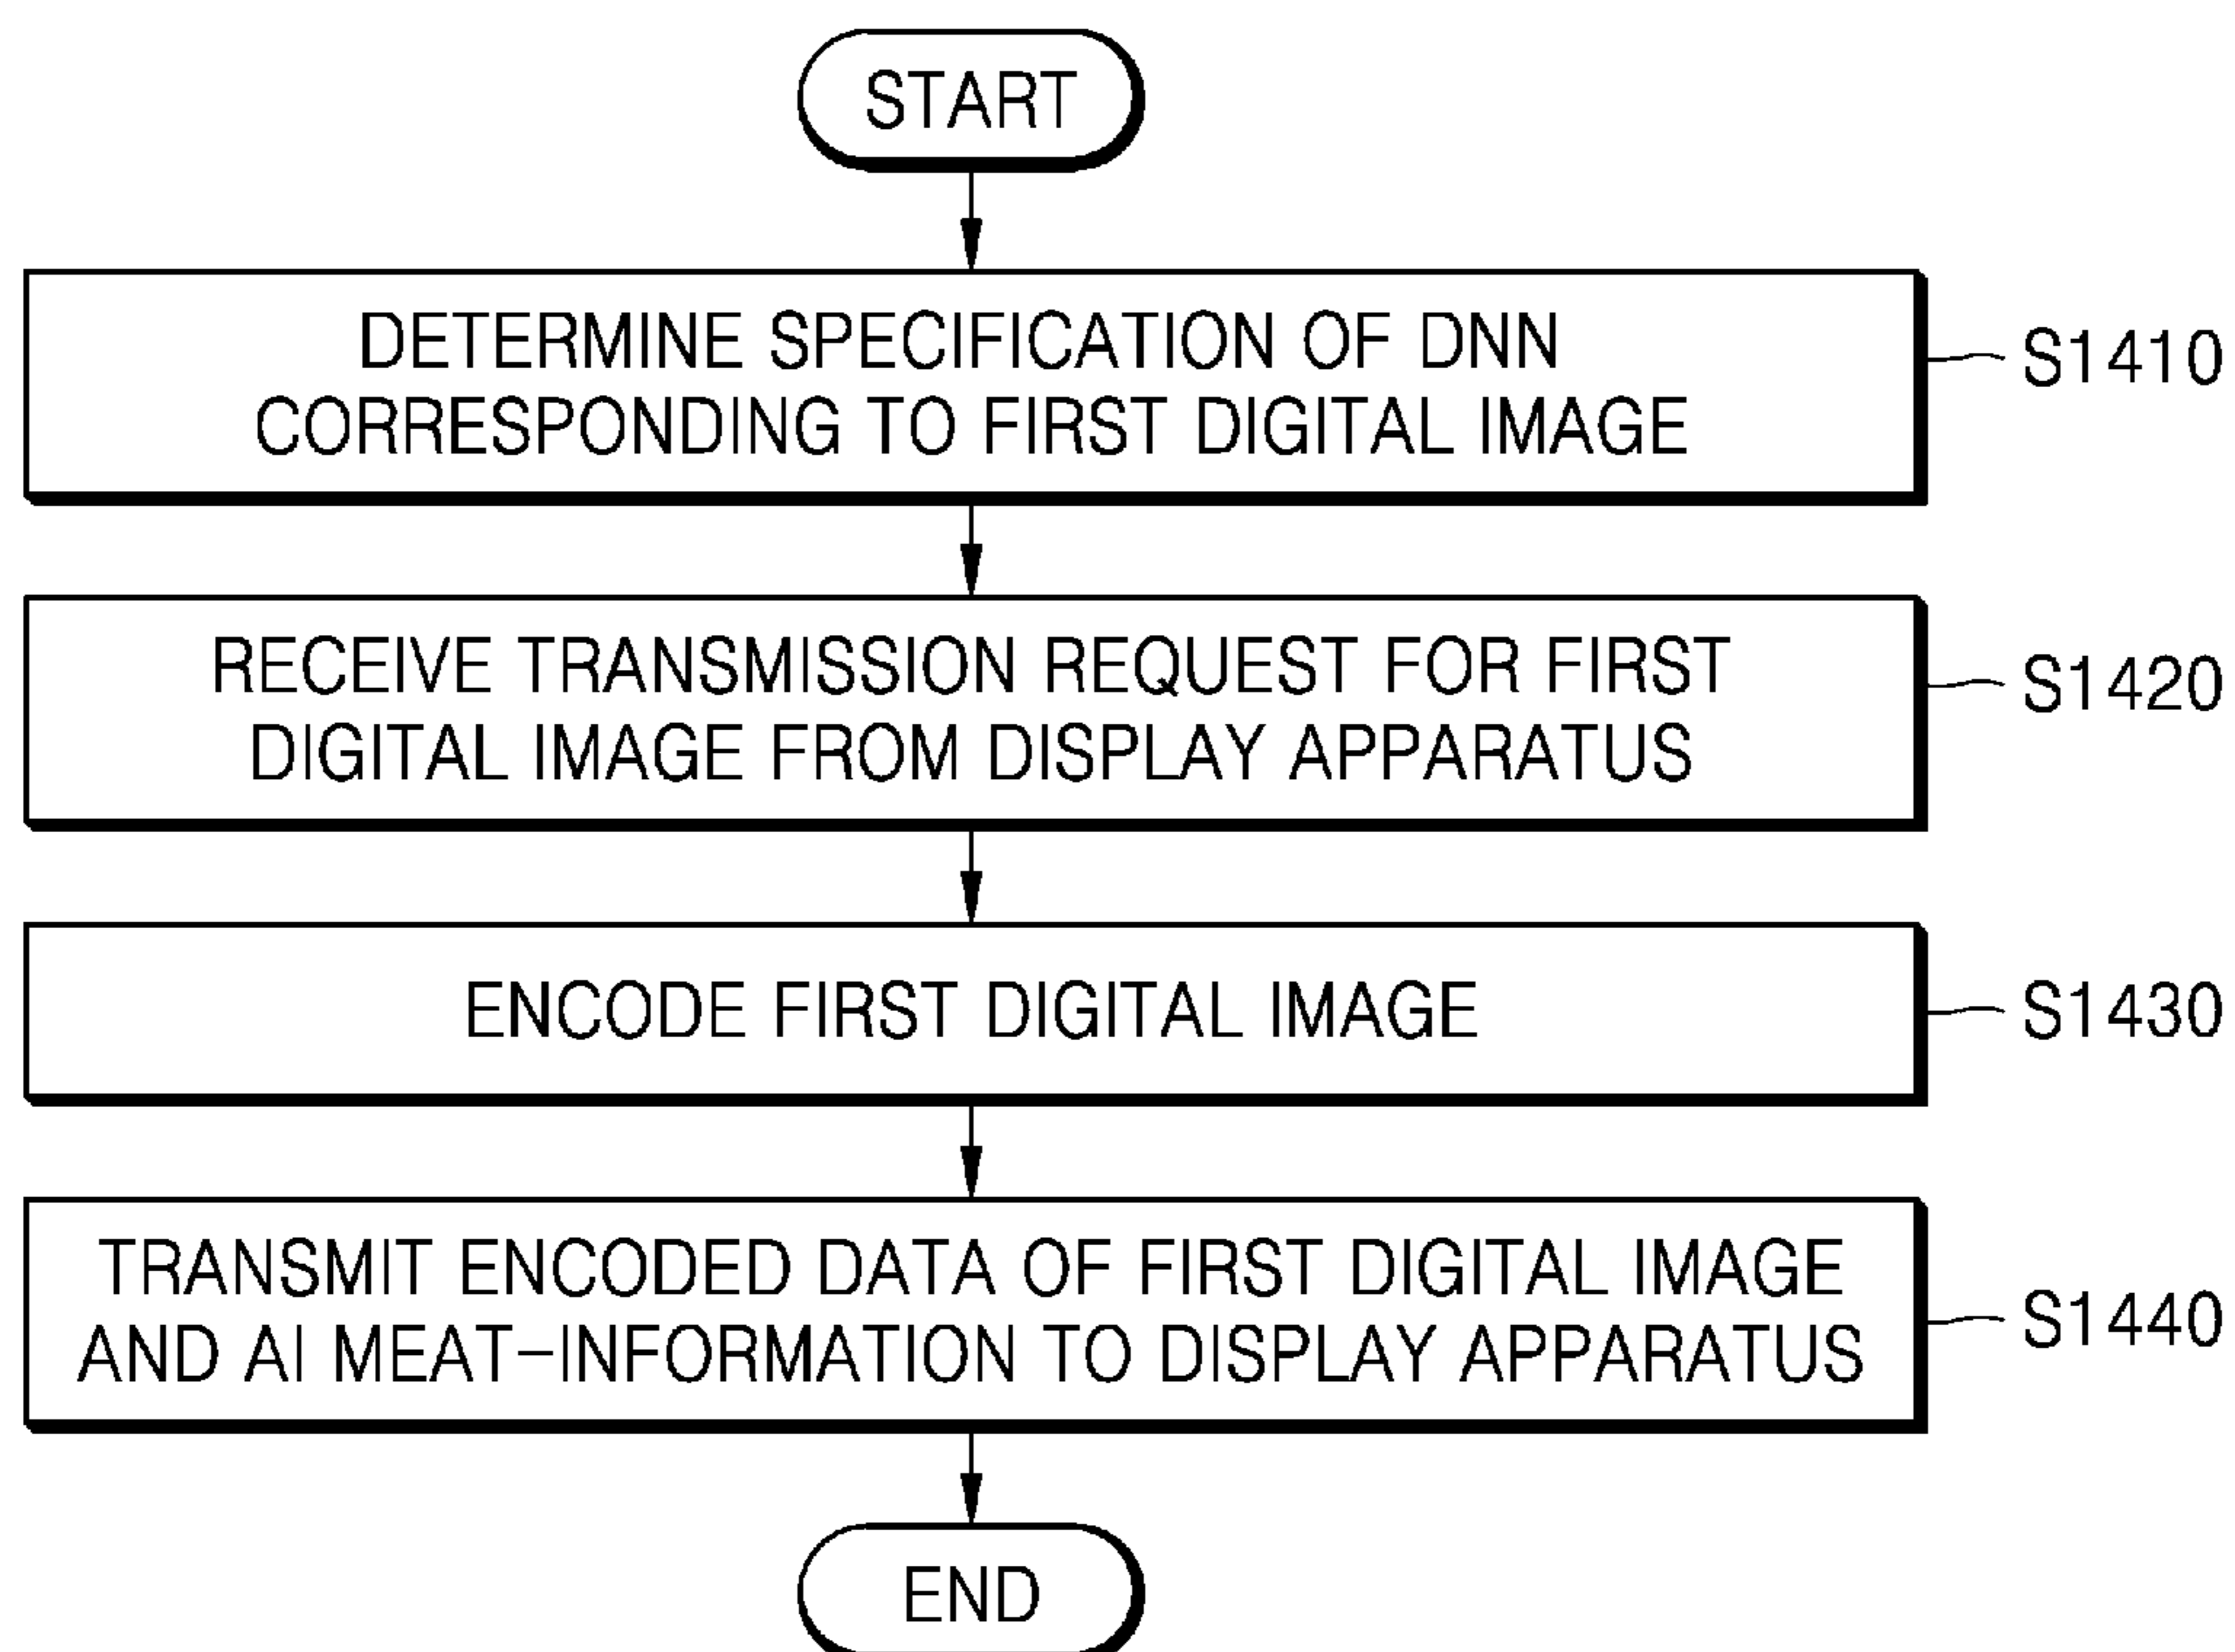 START
DETERMINE SPECIFICATION OF DNN
CORRESPONDING TO FIRST DIGITAL IMAGE
S1410
RECEIVE TRANSMISSION REQUEST FOR FIRST
DIGITAL IMAGE FROM DISPLAY APPARATUS
S1420
ENCODE FIRST DIGITAL IMAGE
S1430
TRANSMIT ENCODED DATA OF FIRST DIGITAL IMAGE
AND AI MEAT-INFORMATION TO DISPLAY APPARATUS
S1440
END